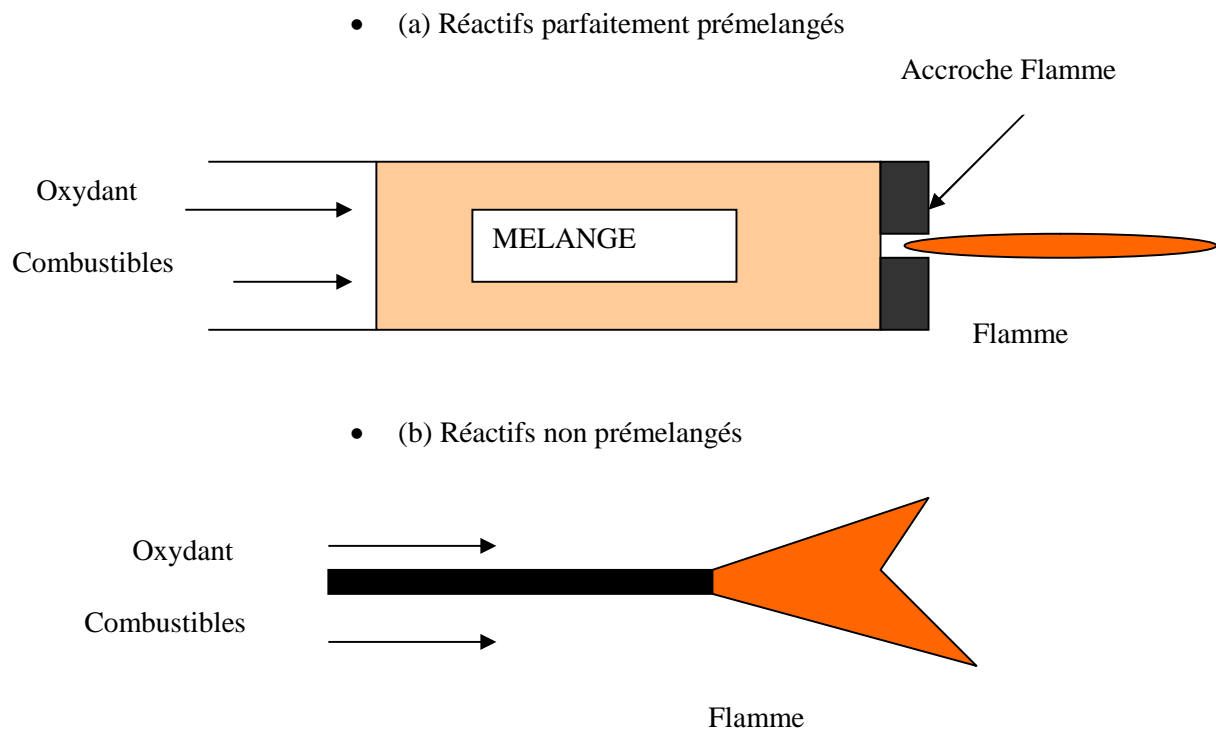 • (a) Réactifs parfaitement prémelangés
Accroche Flamme
Oxydant
MELANGE
Combustibles
Flamme
• (b) Réactifs non prémelangés
Oxydant
Combustibles
Flamme